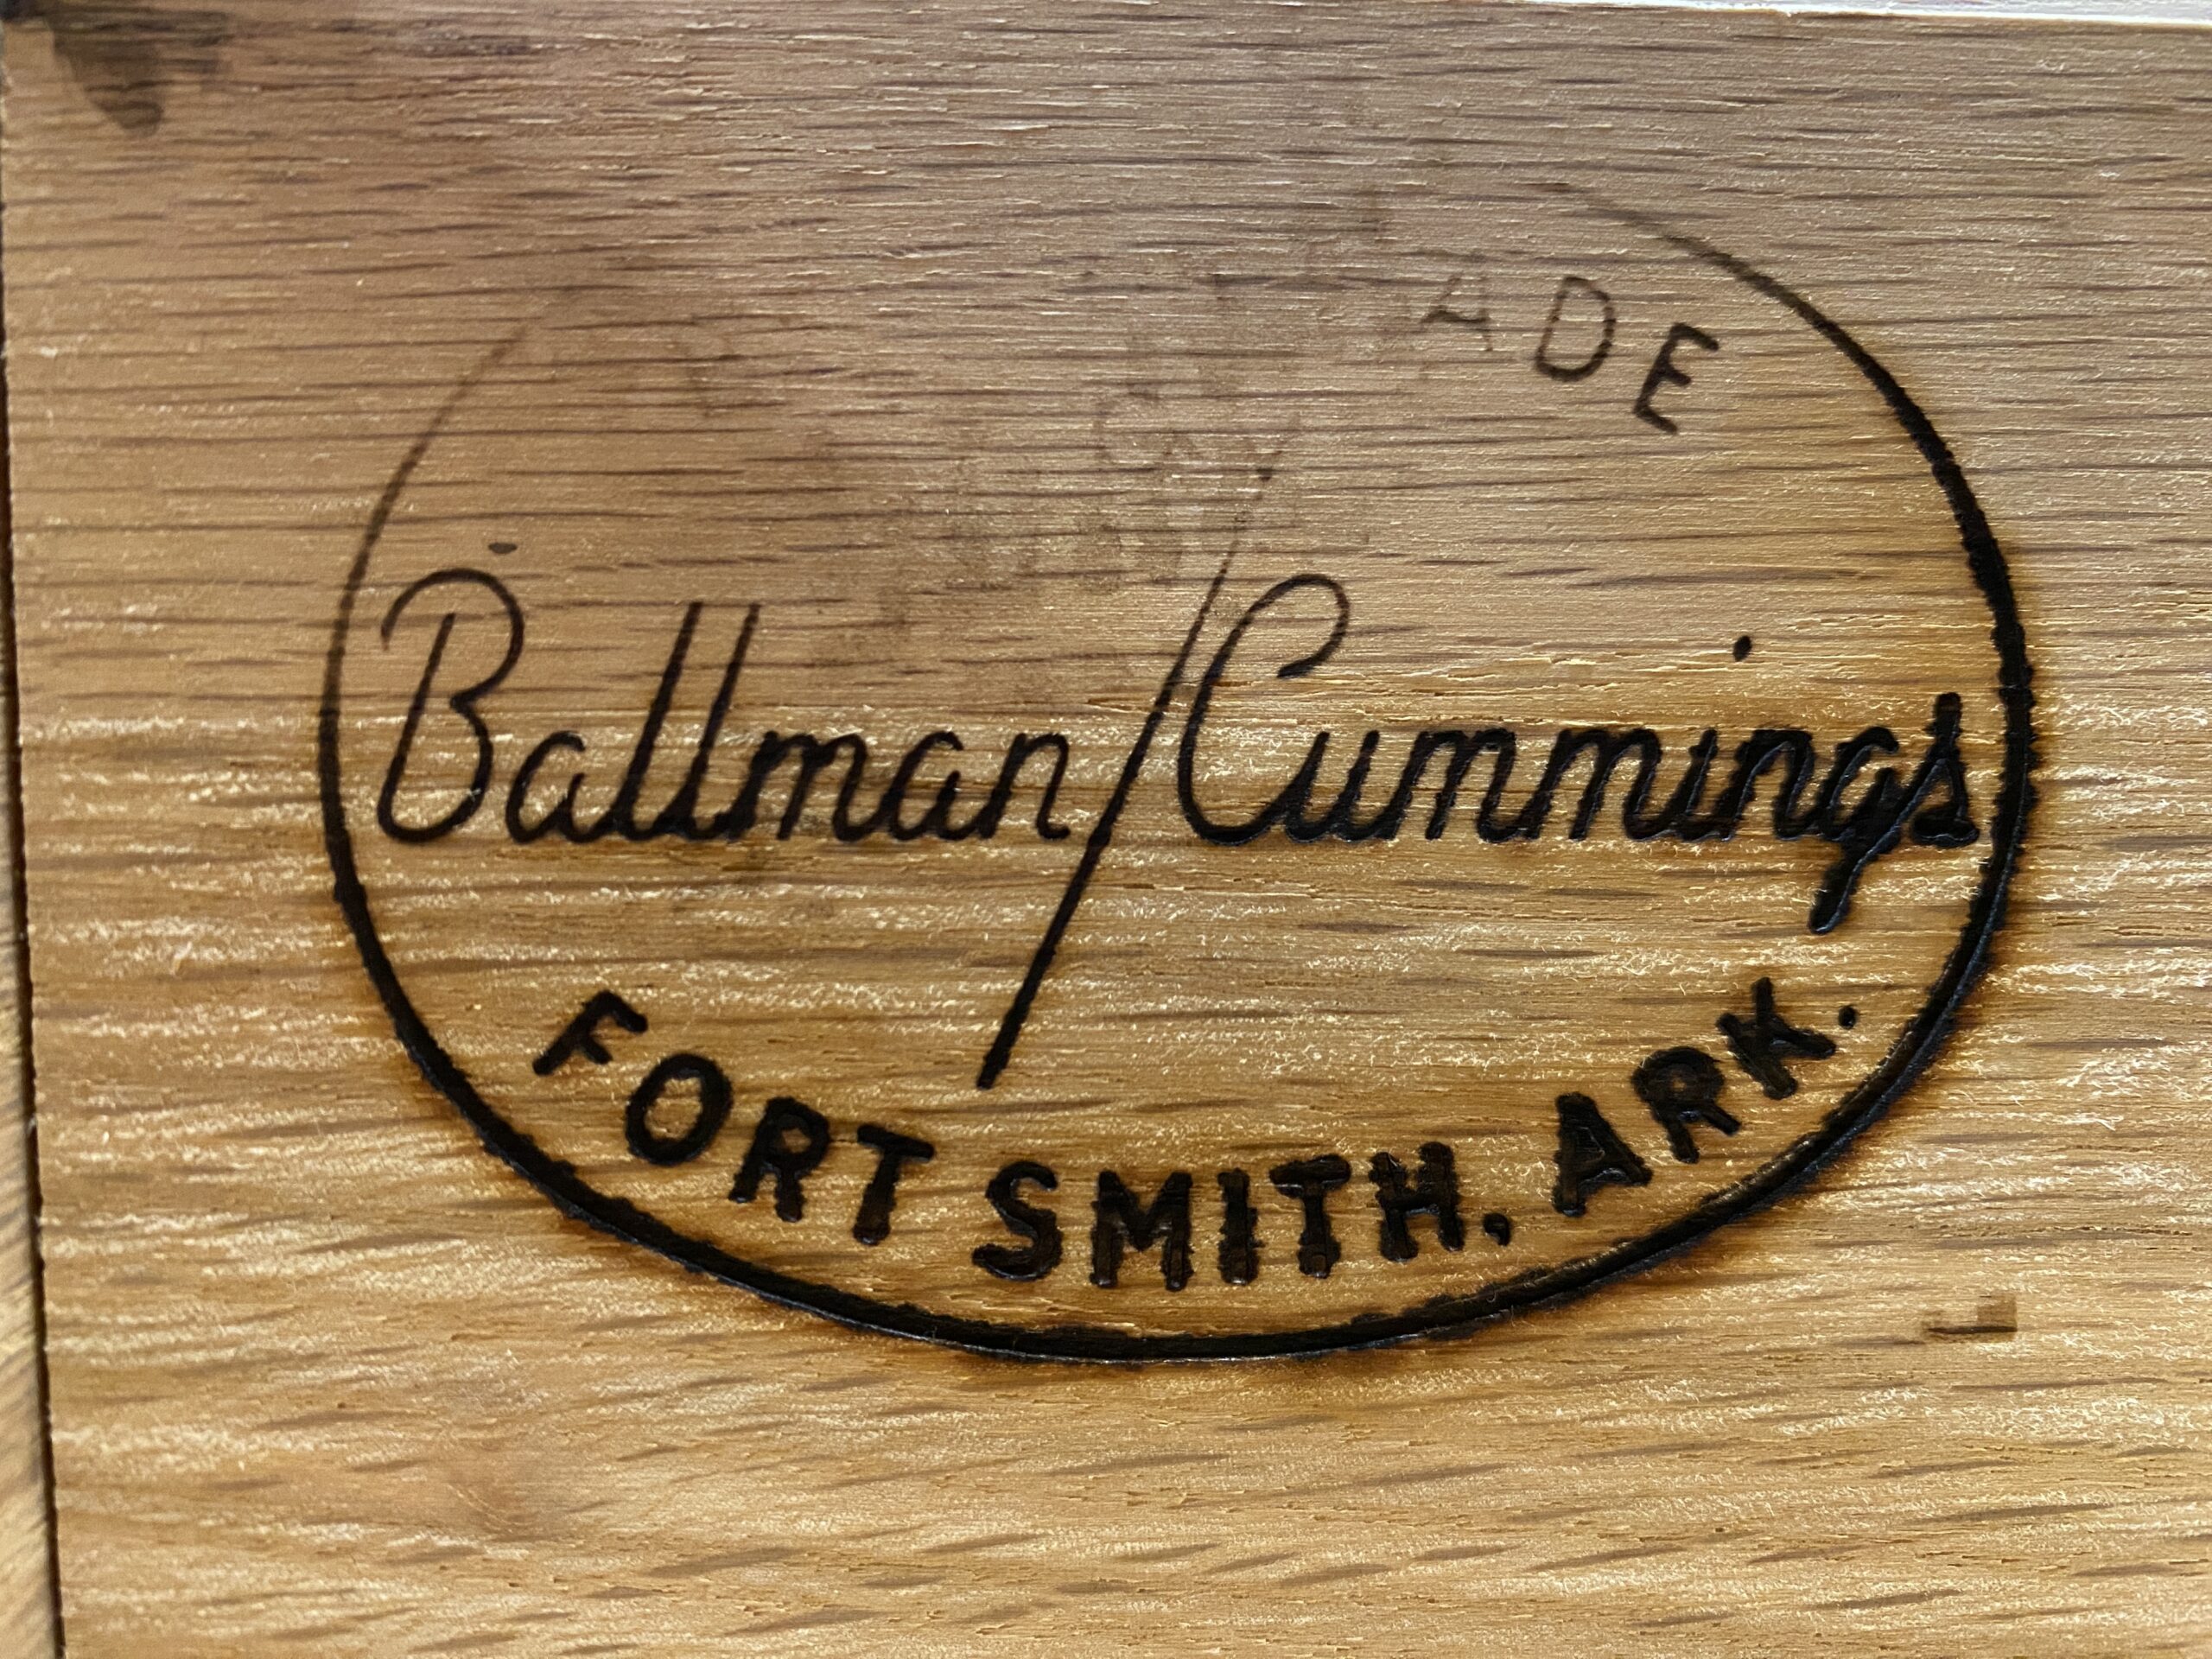 ADE
Ballman/Cummings
FORT SMITH, ARK.